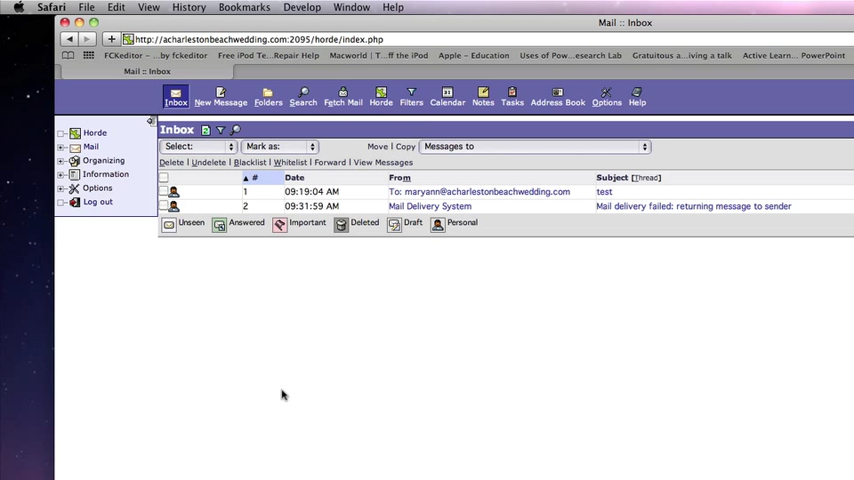 Safari File Edit View History Bookmarks Develop Window Help
Mail :: Inbox
http://acharlestonbeachwedding.com:2095/horde/index.php
FCKeditor - ...by fckeditor Free iPod Te...Repair Help Macworld | T...ff the iPod Apple - Education Uses of Pow...esearch Lab Gratuitous a...iving a talk) Active Learn... PowerPoint
Mail :: Inbox
Inbox New Message Folders Search Fetch Mail Horde Filters Calendar Notes Tasks Address Book Options Help
Horde
Mail
Organizing
Information
Options
Log out
Inbox
Select: Mark as: Move | Copy Messages to
Delete | Undelete | Blacklist | Whitelist | Forward | View Messages
# Date From Subject [Thread]
1 09:19:04 AM To: maryann@acharlestonbeachwedding.com test
2 09:31:59 AM Mail Delivery System Mail delivery failed: returning message to sender
Unseen Answered Important Deleted Draft Personal